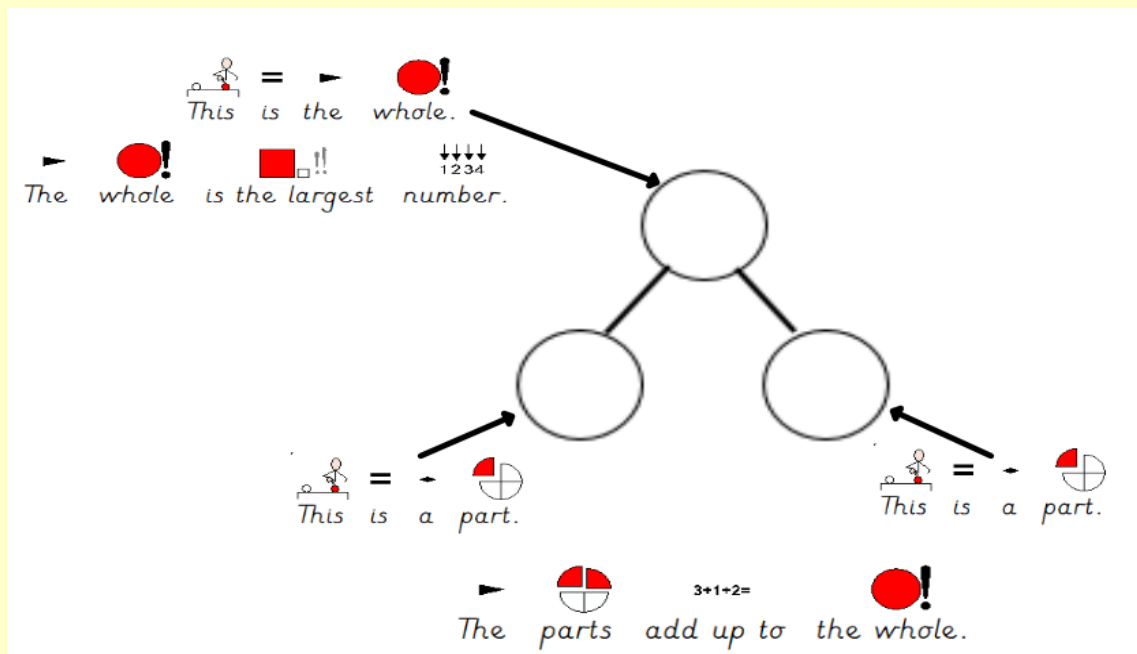 This is the whole.
1234
The whole is the largest number.
This is a part.
This is a part.
3+1+2=
The parts add up to the whole.